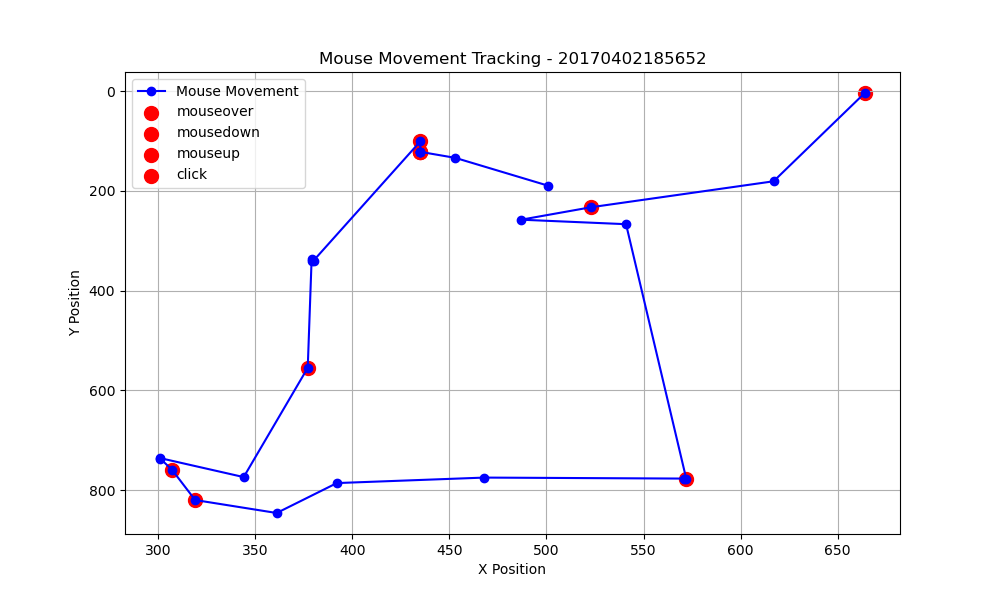 Mouse Movement Tracking - 20170402185652
Mouse Movement
mouseover
mousedown
mouseup
click
0
200
400
600
800
Y Position
300 350 400 450 500 550 600 650
X Position